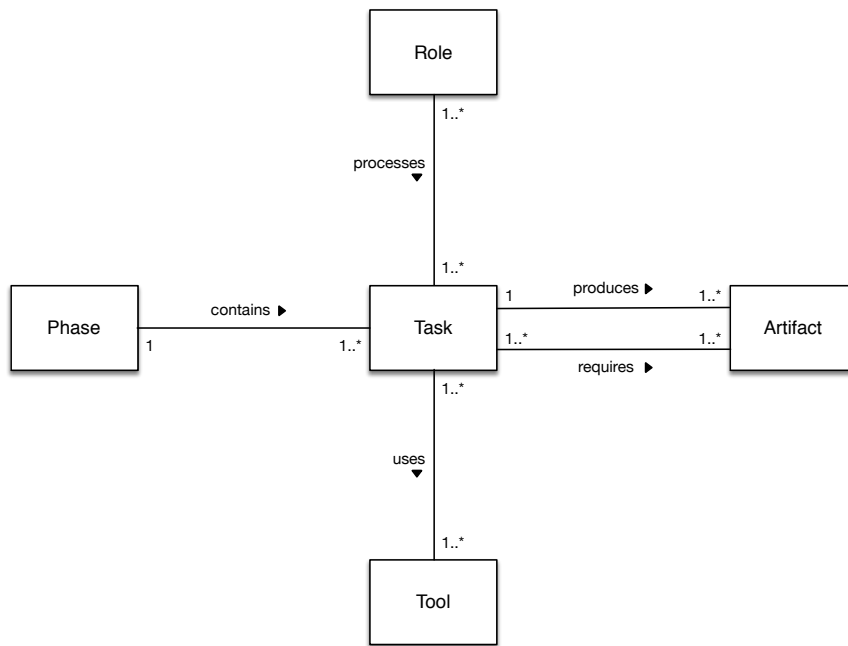 Role
1..*
processes
1..*
Phase
contains
1
1..*
Task
1
produces
1..*
1..*
requires
1..*
Artifact
1..*
uses
1..*
Tool